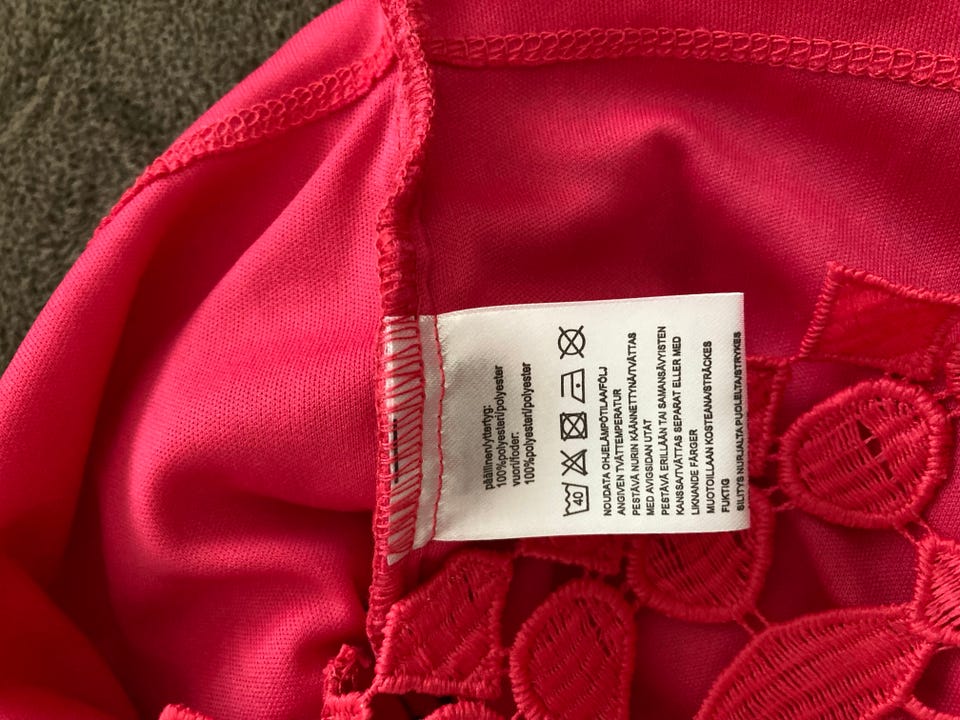 päällinen/yttertyg:
100%polyesteri/polyester
vuori/foder:
100%polyesteri/polyester
40
NOUDATA OHJELÄMPÖTILAA/FÖLJ
ANGIVEN TVÄTTEMPERATUR
PESTÄVÄ NURIN KÄÄNNETTYNÄ/TVÄTTAS
MED AVIGSIDAN UTÅT
PESTÄVÄ ERILLÄÄN TAI SAMANSÄVYISTEN
KANSSA/TVÄTTAS SEPARAT ELLER MED
LIKNANDE FÄRGER
MUOTOILLAAN KOSTEANA/STRÄCKES
FUKTIG
SILITYS NURJALTA PUOLELTA/STRYKES